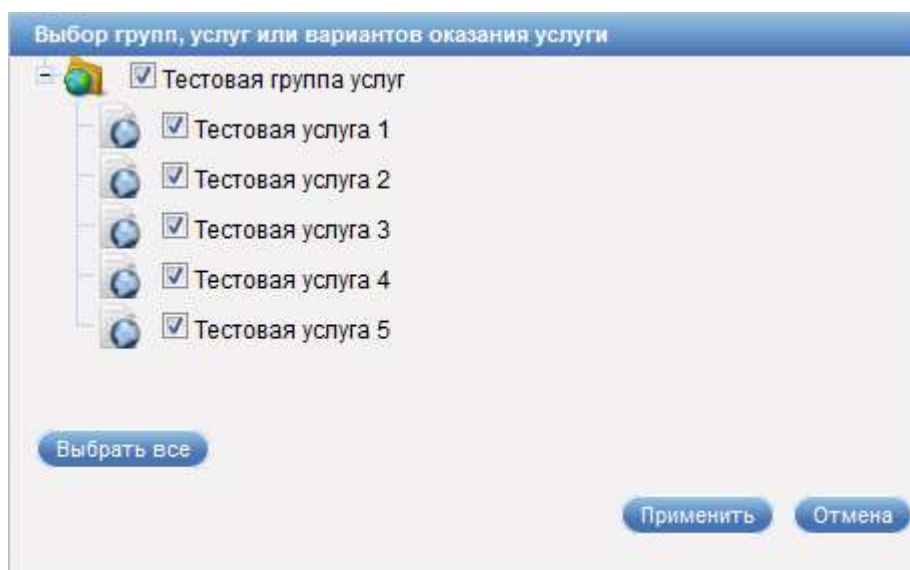 Выбор групп, услуг или вариантов оказания услуги
Тестовая группа услуг
Тестовая услуга 1
Тестовая услуга 2
Тестовая услуга 3
Тестовая услуга 4
Тестовая услуга 5
Выбрать все
Применить Отмена